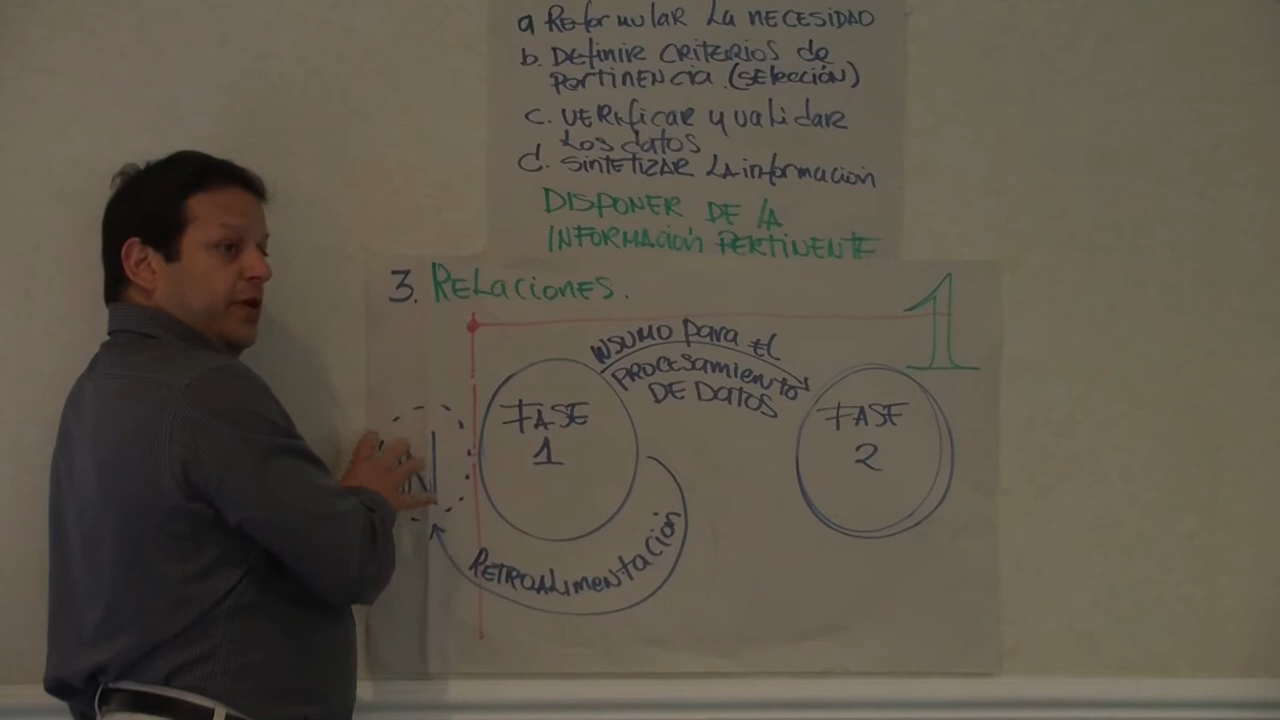 a Reformular La necesidad
b. Definir criterios de
pertinencia (selección)
c. verificar y validar
los datos
d. sintetizar la información
DISPONER DE LA
INFORMACIÓN PERTINENTE
3. Relaciones.
1
INSUMO para el
PROCESamiento
DE Datos
FASE
1
FASE
2
RETROALimentación